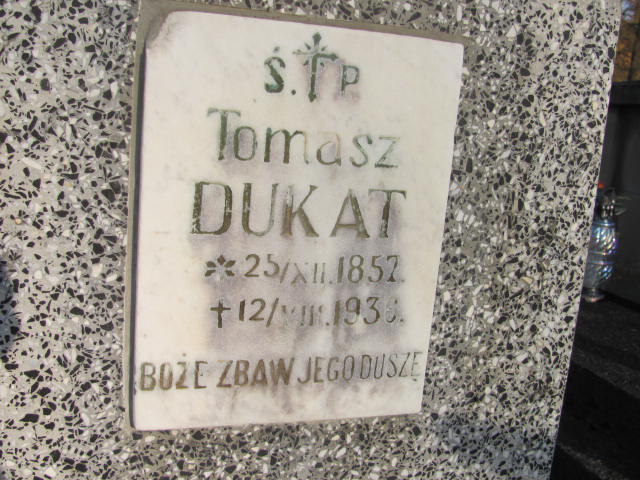 Ś.†P
Tomasz
DUKAT
* 25/XII.1852.
† 12/VIII.1936.
BOŻE ZBAW JEGO DUSZĘ